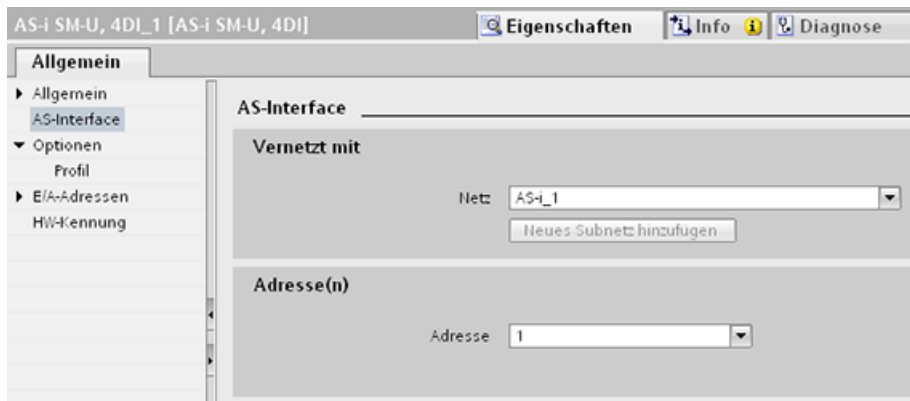 AS-i SM-U, 4DI_1 [AS-i SM-U, 4DI]
Eigenschaften
Info
Diagnose
Allgemein
Allgemein
AS-Interface
Optionen
Profil
E/A-Adressen
HW-Kennung
AS-Interface
Vernetzt mit
Netz
AS-i_1
Neues Subnetz hinzufügen
Adresse(n)
Adresse
1